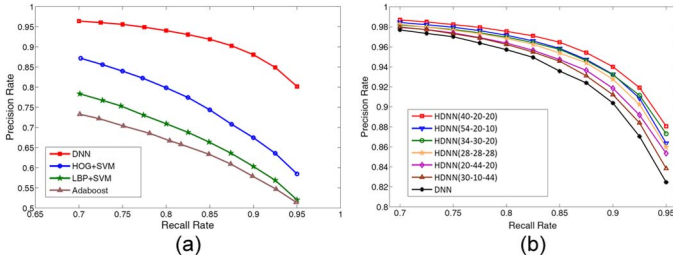 1
0.95
0.9
0.85
0.8
0.75
0.7
0.65
0.6
0.55
0.5
Precision Rate
DNN
HOG+SVM
LBP+SVM
Adaboost
0.65 0.7 0.75 0.8 0.85 0.9 0.95 1
Recall Rate
(a)
1
0.98
0.96
0.94
0.92
0.9
0.88
0.86
0.84
0.82
0.8
Precision Rate
HDNN(40-20-20)
HDNN(54-20-10)
HDNN(34-30-20)
HDNN(28-28-28)
HDNN(20-44-20)
HDNN(30-10-44)
DNN
0.7 0.75 0.8 0.85 0.9 0.95
Recall Rate
(b)